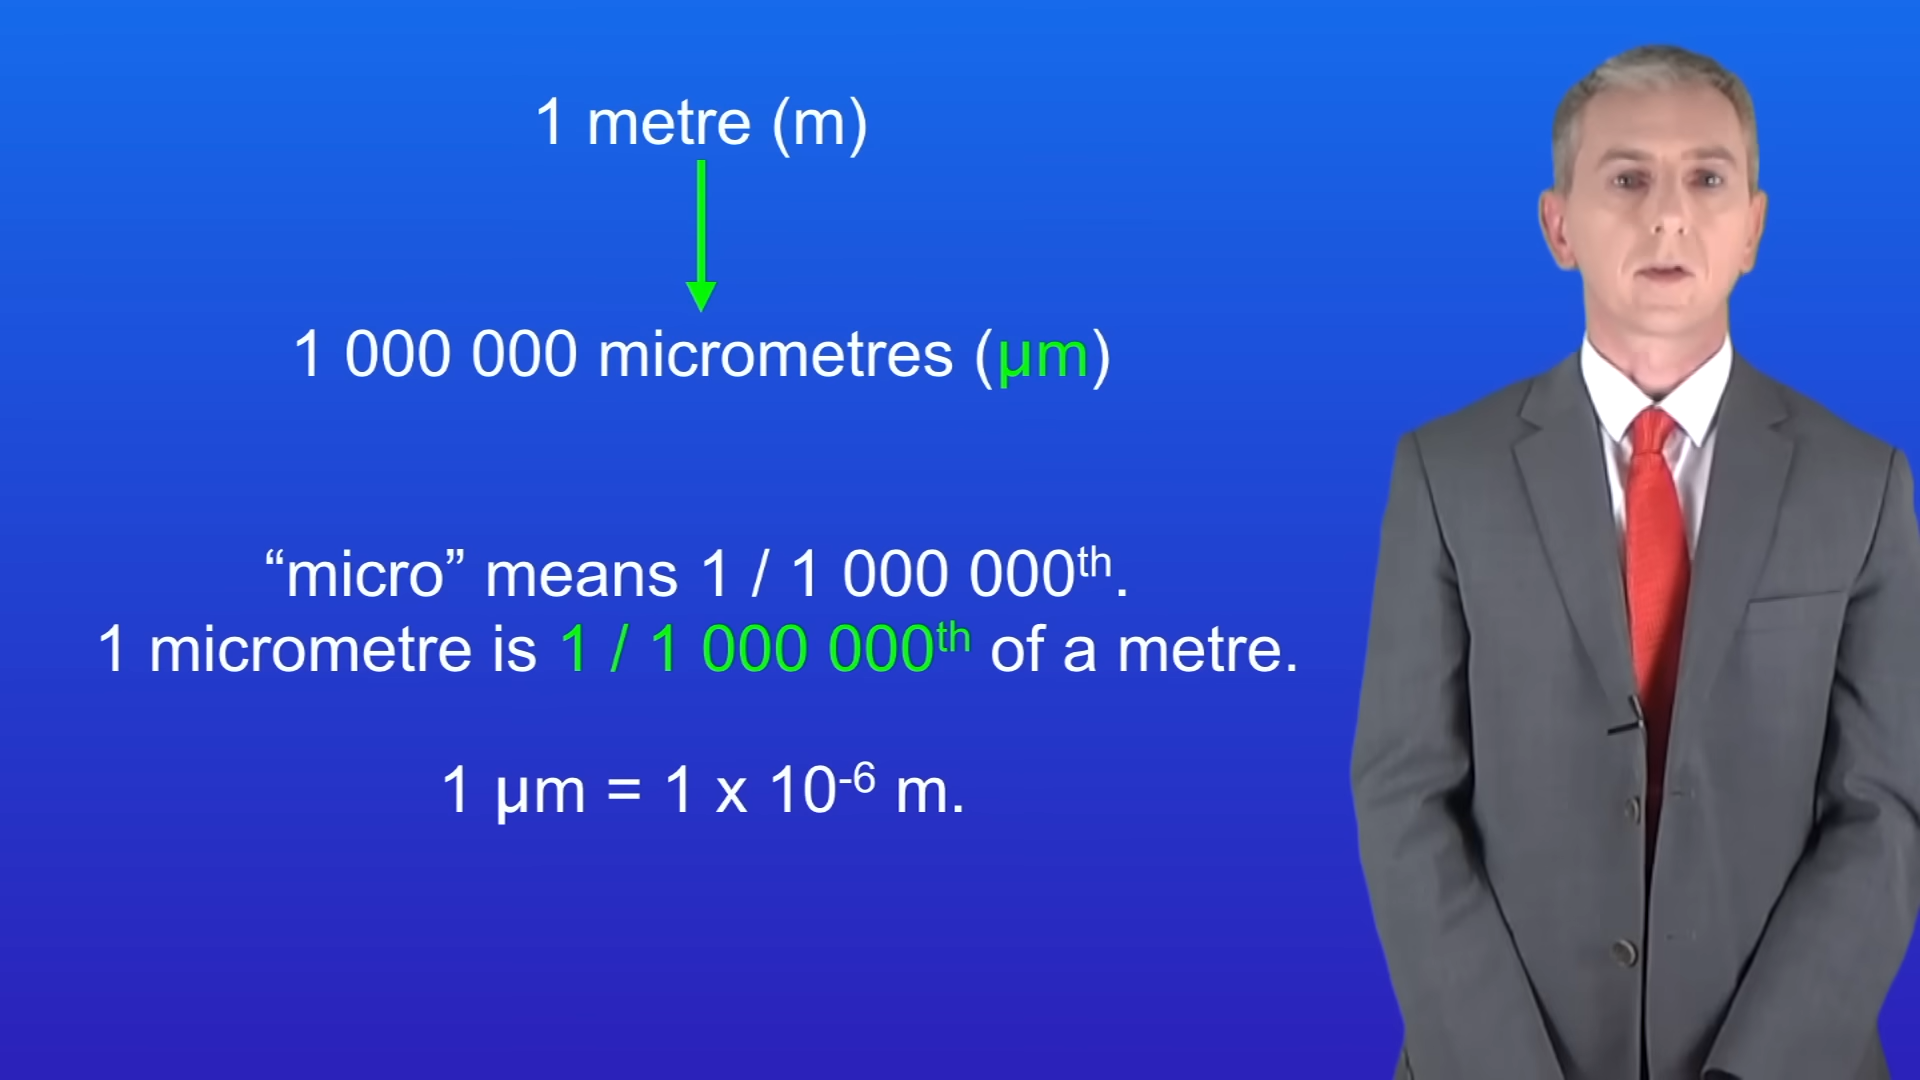 1 metre (m)
1 000 000 micrometres (µm)
“micro” means 1 / 1 000 000th.
1 micrometre is 1 / 1 000 000th of a metre.
1 µm = 1 x 10-6 m.